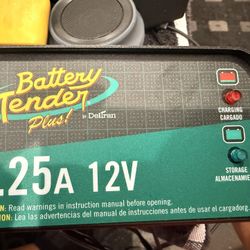 Battery
Tender
Plus!
by Deltran
CHARGING
CARGADO
.25A 12V
STORAGE
ALMACENAMIE
: Read warnings in instruction manual before opening.
ION: Lea las advertencias del manual de instrucciones antes de usar el cargador.